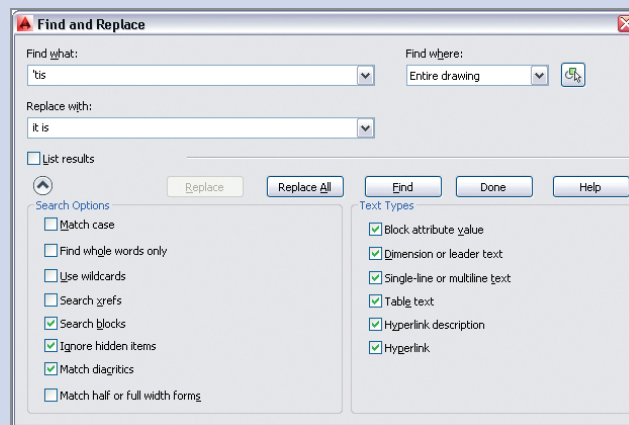 Find and Replace
Find what: Find where:
'tis Entire drawing
Replace with:
it is
List results
Replace Replace All Find Done Help
Search Options Text Types
Match case
Find whole words only
Use wildcards
Search xrefs
Search blocks
Ignore hidden items
Match diacritics
Match half or full width forms
Block attribute value
Dimension or leader text
Single-line or multiline text
Table text
Hyperlink description
Hyperlink